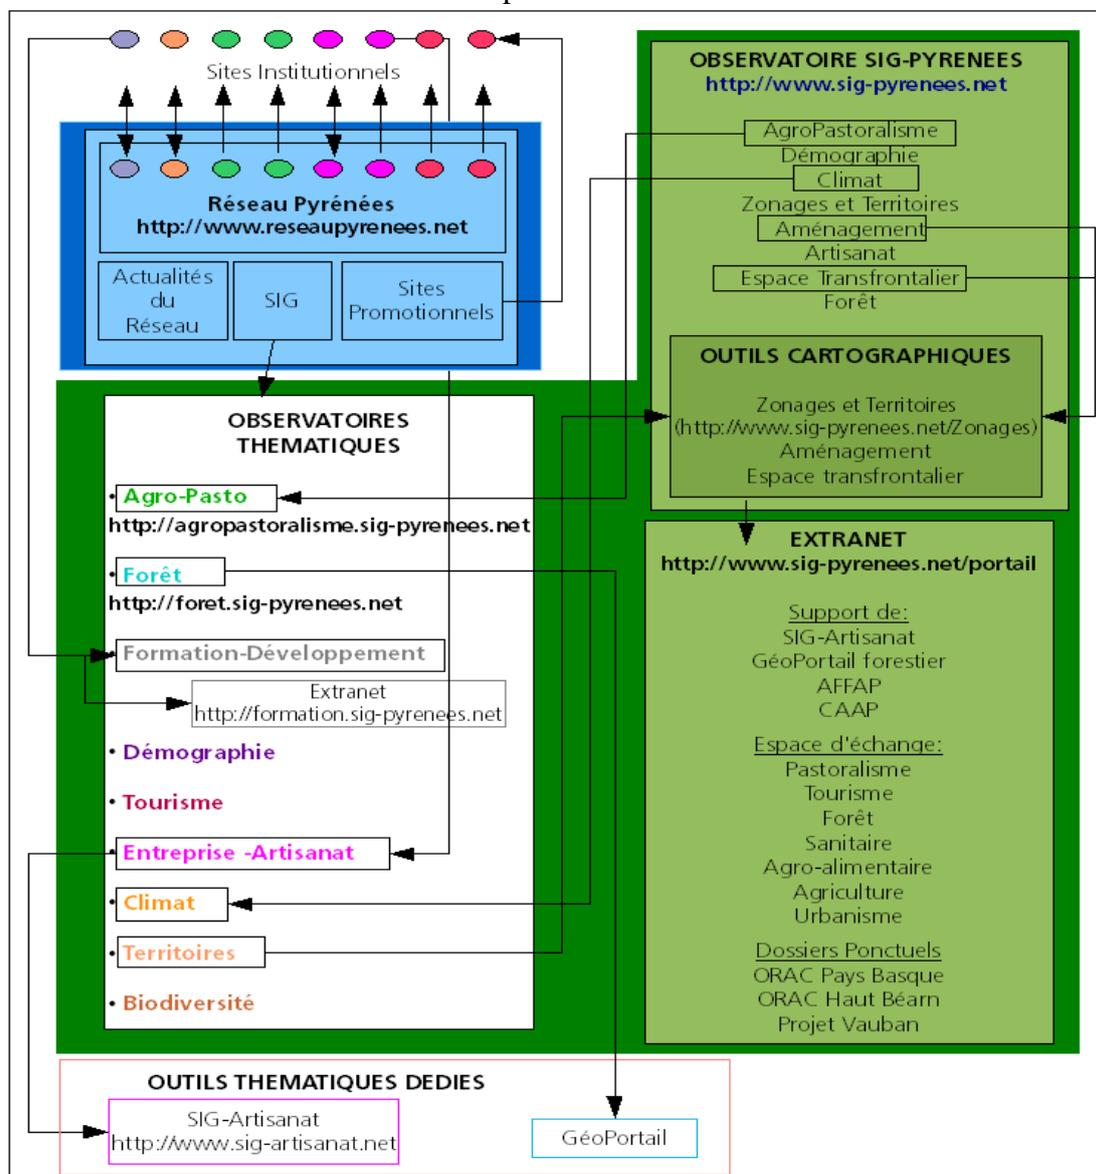 Sites Institutionnels
Réseau Pyrénées
http://www.reseaupyrenees.net
Actualités
du
Réseau
SIG
Sites
Promotionnels
OBSERVATOIRE SIG-PYRENEES
http://www.sig-pyrenees.net
AgroPastoralisme
Démographie
Climat
Zonages et Territoires
Aménagement
Artisanat
Espace Transfrontalier
Forêt
OUTILS CARTOGRAPHIQUES
Zonages et Territoires
(http://www.sig-pyrenees.net/Zonages)
Aménagement
Espace transfrontalier
OBSERVATOIRES
THEMATIQUES
• Agro-Pasto
http://agropastoralisme.sig-pyrenees.net
• Forêt
http://foret.sig-pyrenees.net
• Formation-Développement
Extranet
http://formation.sig-pyrenees.net
• Démographie
• Tourisme
• Entreprise -Artisanat
• Climat
• Territoires
• Biodiversité
EXTRANET
http://www.sig-pyrenees.net/portail
Support de:
SIG-Artisanat
GéoPortail forestier
AFFAP
CAAP
Espace d'échange:
Pastoralisme
Tourisme
Forêt
Sanitaire
Agro-alimentaire
Agriculture
Urbanisme
Dossiers Ponctuels
ORAC Pays Basque
ORAC Haut Béarn
Projet Vauban
OUTILS THEMATIQUES DEDIES
SIG-Artisanat
http://www.sig-artisanat.net
GéoPortail